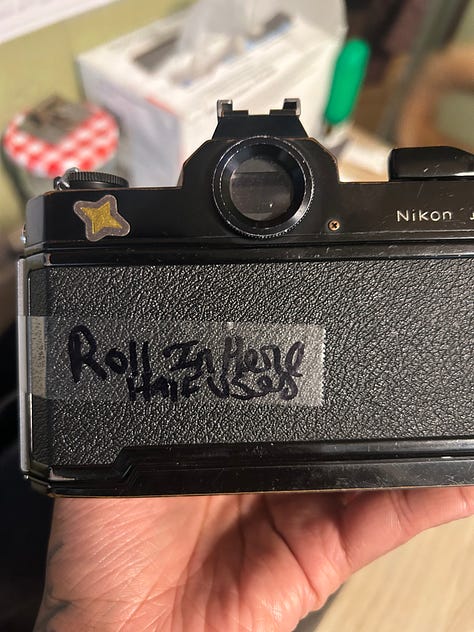 Nikon
Roll In Here
Half Used